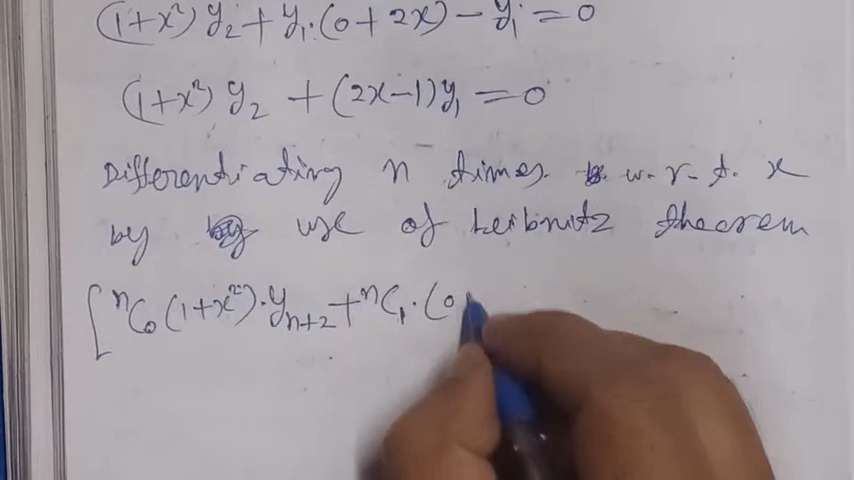 (1+x²) y₂ + y₁.(0+2x) - y₁ = 0
(1+x²) y₂ + (2x-1)y₁ = 0
Differentiating n times w.r.t. x
by use of Leibnitz theorem
[ⁿC₀(1+x²).yₙ₊₂+ⁿC₁.(0